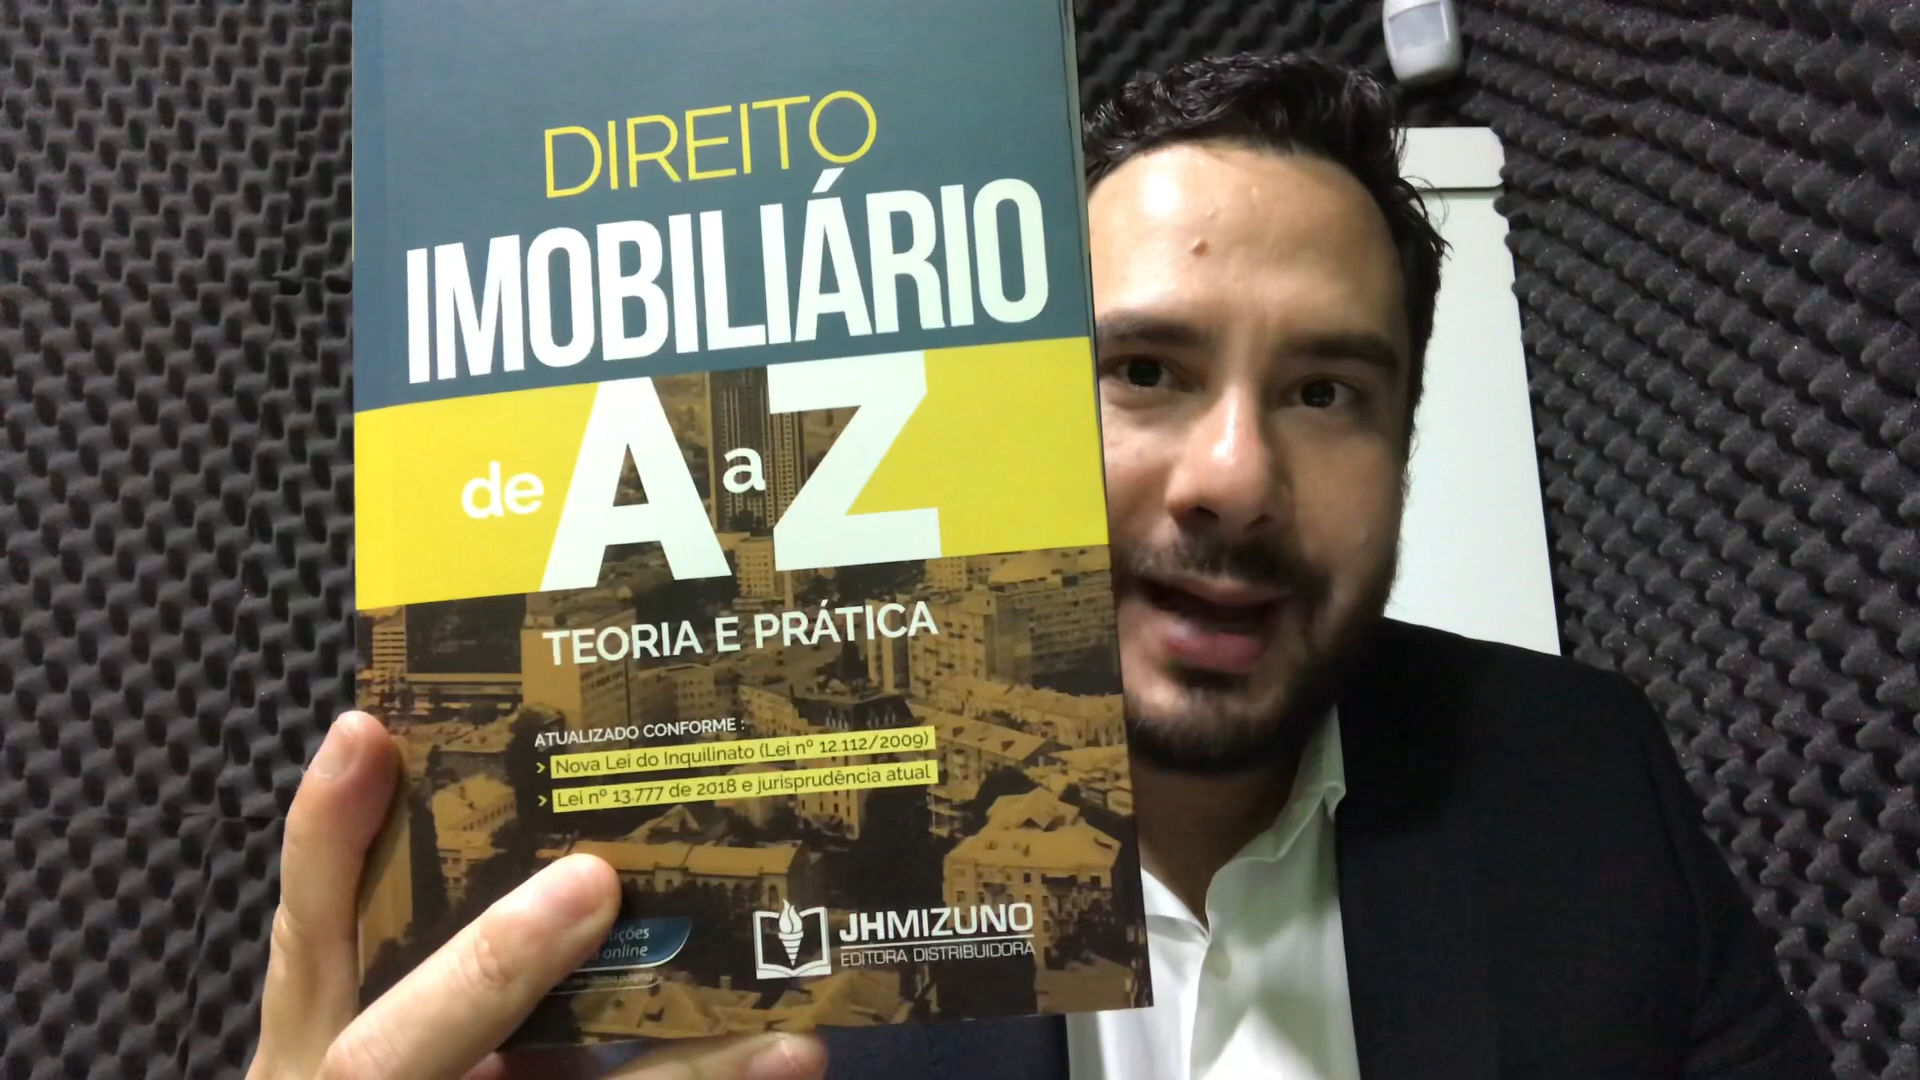 DIREITO
IMOBILIÁRIO
de A a Z
TEORIA E PRÁTICA
ATUALIZADO CONFORME :
> Nova Lei do Inquilinato (Lei nº 12.112/2009)
> Lei nº 13.777 de 2018 e jurisprudência atual
online
JHMIZUNO
EDITORA DISTRIBUIDORA